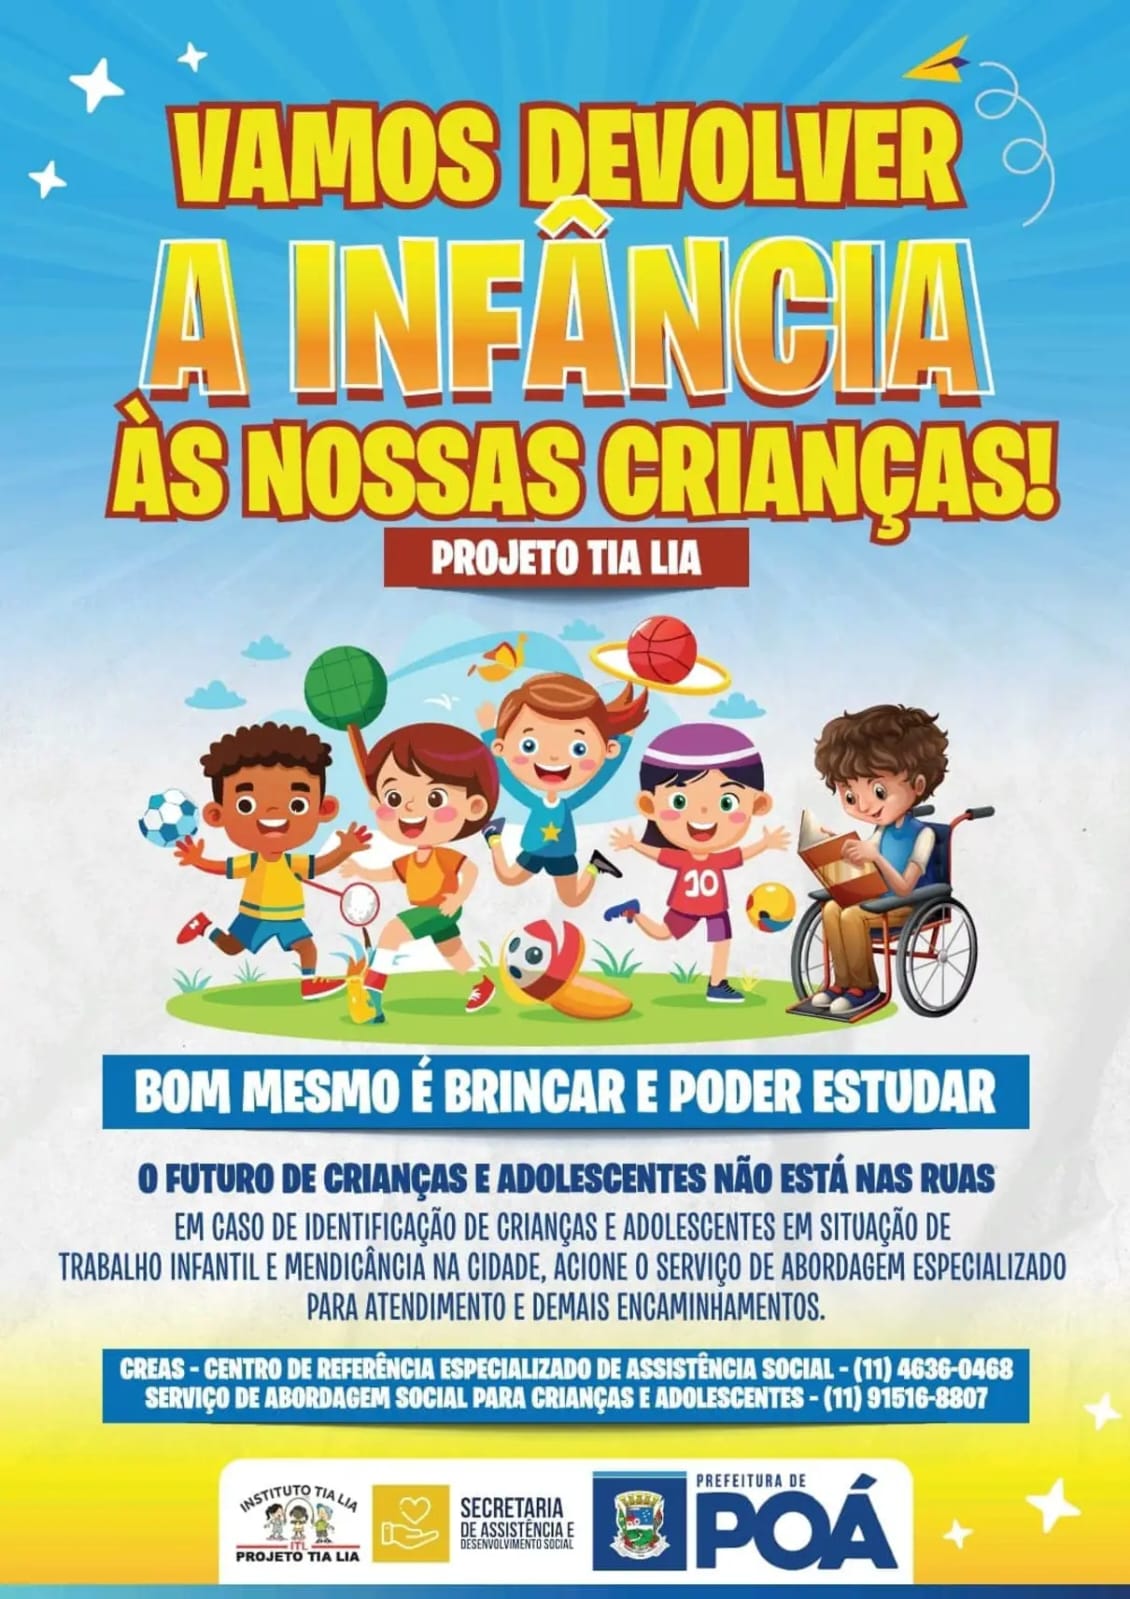 VAMOS DEVOLVER
A INFÂNCIA
ÀS NOSSAS CRIANÇAS!
PROJETO TIA LIA
10
BOM MESMO É BRINCAR E PODER ESTUDAR
O FUTURO DE CRIANÇAS E ADOLESCENTES NÃO ESTÁ NAS RUAS
EM CASO DE IDENTIFICAÇÃO DE CRIANÇAS E ADOLESCENTES EM SITUAÇÃO DE
TRABALHO INFANTIL E MENDICÂNCIA NA CIDADE, ACIONE O SERVIÇO DE ABORDAGEM ESPECIALIZADO
PARA ATENDIMENTO E DEMAIS ENCAMINHAMENTOS.
CREAS - CENTRO DE REFERÊNCIA ESPECIALIZADO DE ASSISTÊNCIA SOCIAL - (11) 4636-0468
SERVIÇO DE ABORDAGEM SOCIAL PARA CRIANÇAS E ADOLESCENTES - (11) 91516-8807
INSTITUTO TIA LIA
ITL
PROJETO TIA LIA
SECRETARIA
DE ASSISTÊNCIA E
DESENVOLVIMENTO SOCIAL
PREFEITURA DE
POÁ